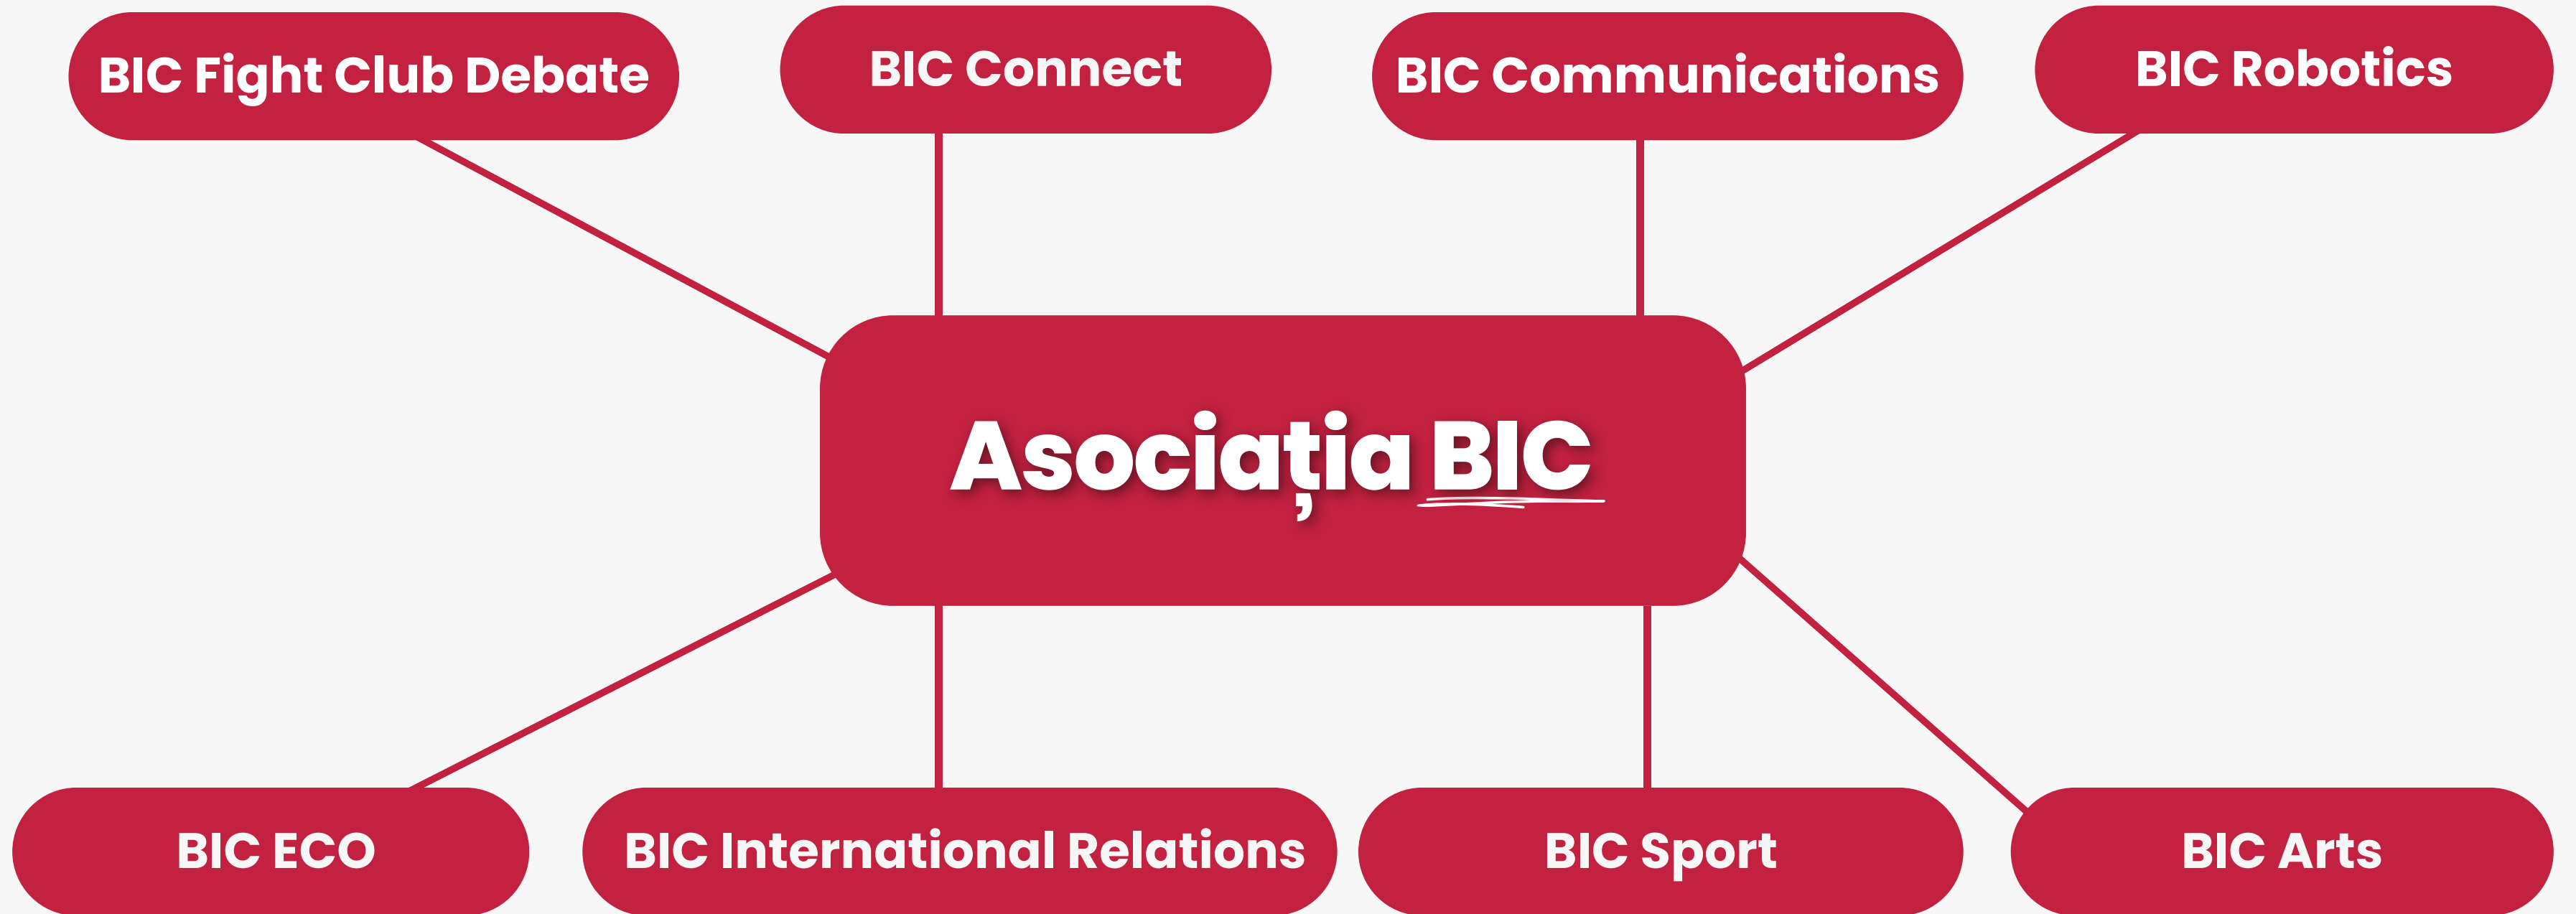 BIC Fight Club Debate
BIC Connect
BIC Communications
BIC Robotics
Asociația BIC
BIC ECO
BIC International Relations
BIC Sport
BIC Arts